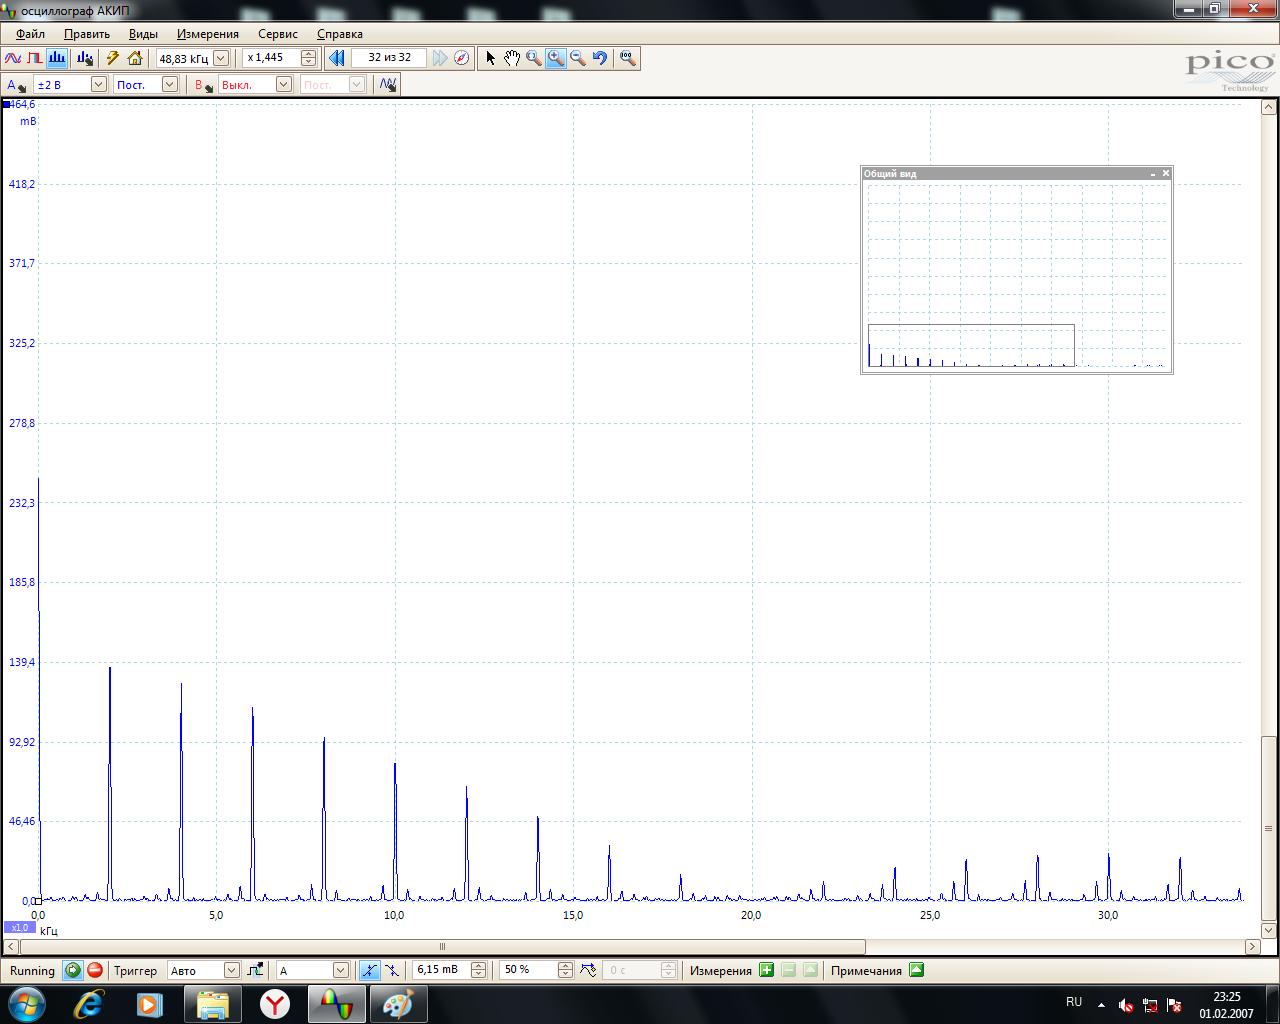 осциллограф АКИП
Файл Править Виды Измерения Сервис Справка
48,83 кГц x 1,445 32 из 32
pico
Technology
A ±2 В Пост. B Выкл. Пост.
464,6
mВ
418,2
371,7
325,2
278,8
232,3
185,8
139,4
92,92
46,46
0,0
Общий вид
0,0 5,0 10,0 15,0 20,0 25,0 30,0
x1,0
кГц
Running Триггер Авто A 6,15 mВ 50 % 0 с Измерения Примечания
RU 23:25
01.02.2007